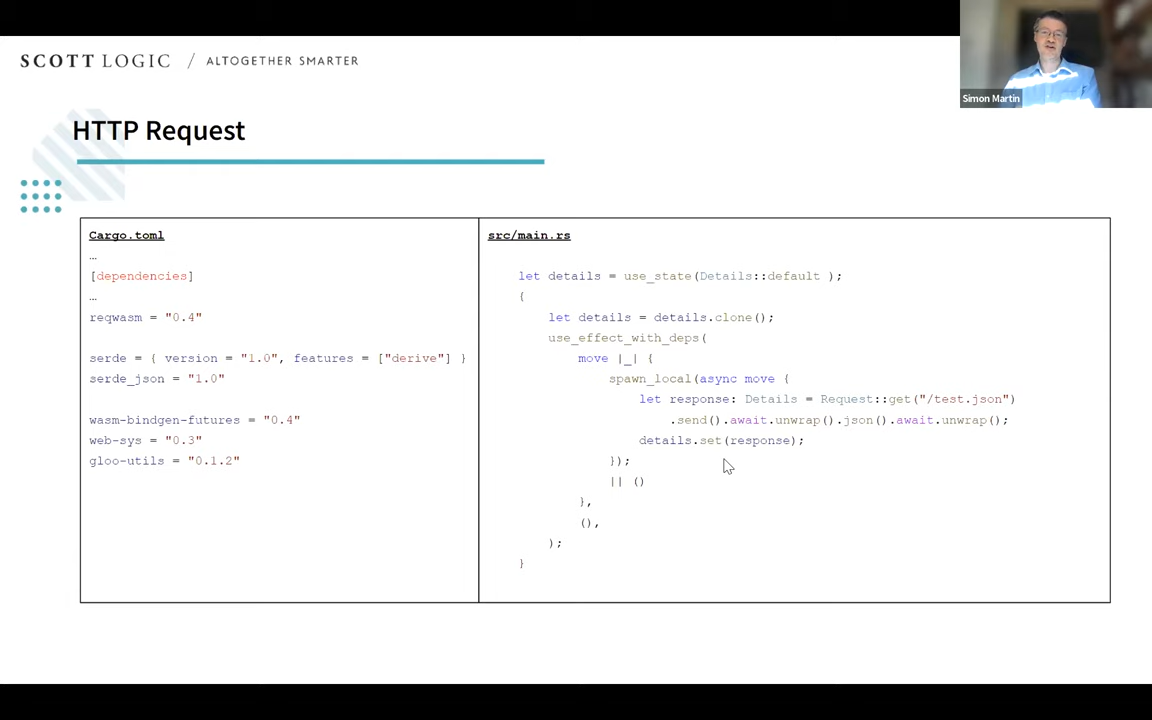 SCOTT LOGIC / ALTOGETHER SMARTER
Simon Martin
HTTP Request
Cargo.toml
…
[dependencies]
…
reqwasm = "0.4"
serde = { version = "1.0", features = ["derive"] }
serde_json = "1.0"
wasm-bindgen-futures = "0.4"
web-sys = "0.3"
gloo-utils = "0.1.2"
src/main.rs
let details = use_state(Details::default );
{
let details = details.clone();
use_effect_with_deps(
move |_| {
spawn_local(async move {
let response: Details = Request::get("/test.json")
.send().await.unwrap().json().await.unwrap();
details.set(response);
});
|| ()
},
(),
);
}